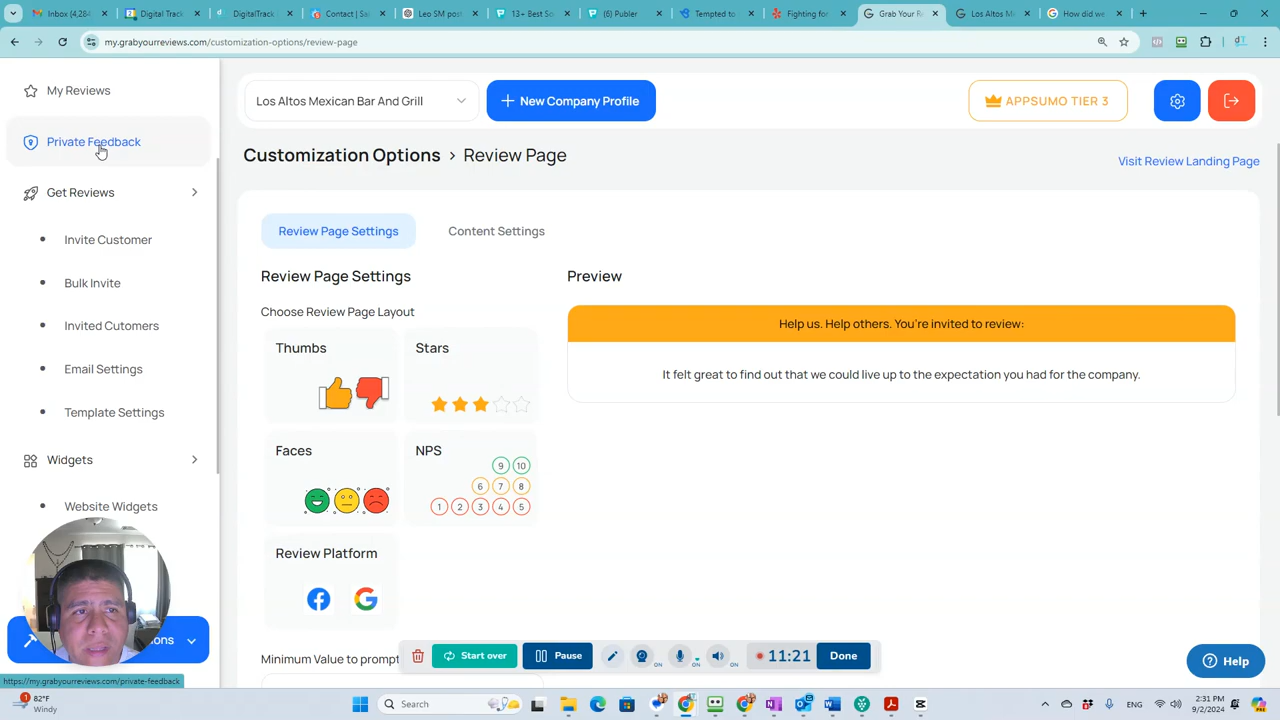 Inbox (4,28
Digital Track
DigitalTrack
Contact | Sai
Leo SM post
13+ Best So
(6) Publer
Tempted to
Fighting for
Grab Your R
Los Altos M
How did we
my.grabyourreviews.com/customization-options/review-page
My Reviews
Private Feedback
Get Reviews
Invite Customer
Bulk Invite
Invited Cutomers
Email Settings
Template Settings
Widgets
Website Widgets
ons
https://my.grabyourreviews.com/private-feedback
Los Altos Mexican Bar And Grill
New Company Profile
APPSUMO TIER 3
Customization Options > Review Page
Visit Review Landing Page
Review Page Settings
Content Settings
Review Page Settings
Preview
Choose Review Page Layout
Help us. Help others. You're invited to review:
It felt great to find out that we could live up to the expectation you had for the company.
Thumbs
Stars
Faces
NPS
9 10
6 7 8
1 2 3 4 5
Review Platform
Minimum Value to prompt
Start over
Pause
ON
ON
ON
11:21
Done
Help
1
82°F
Windy
Search
ENG
2:31 PM
9/2/2024